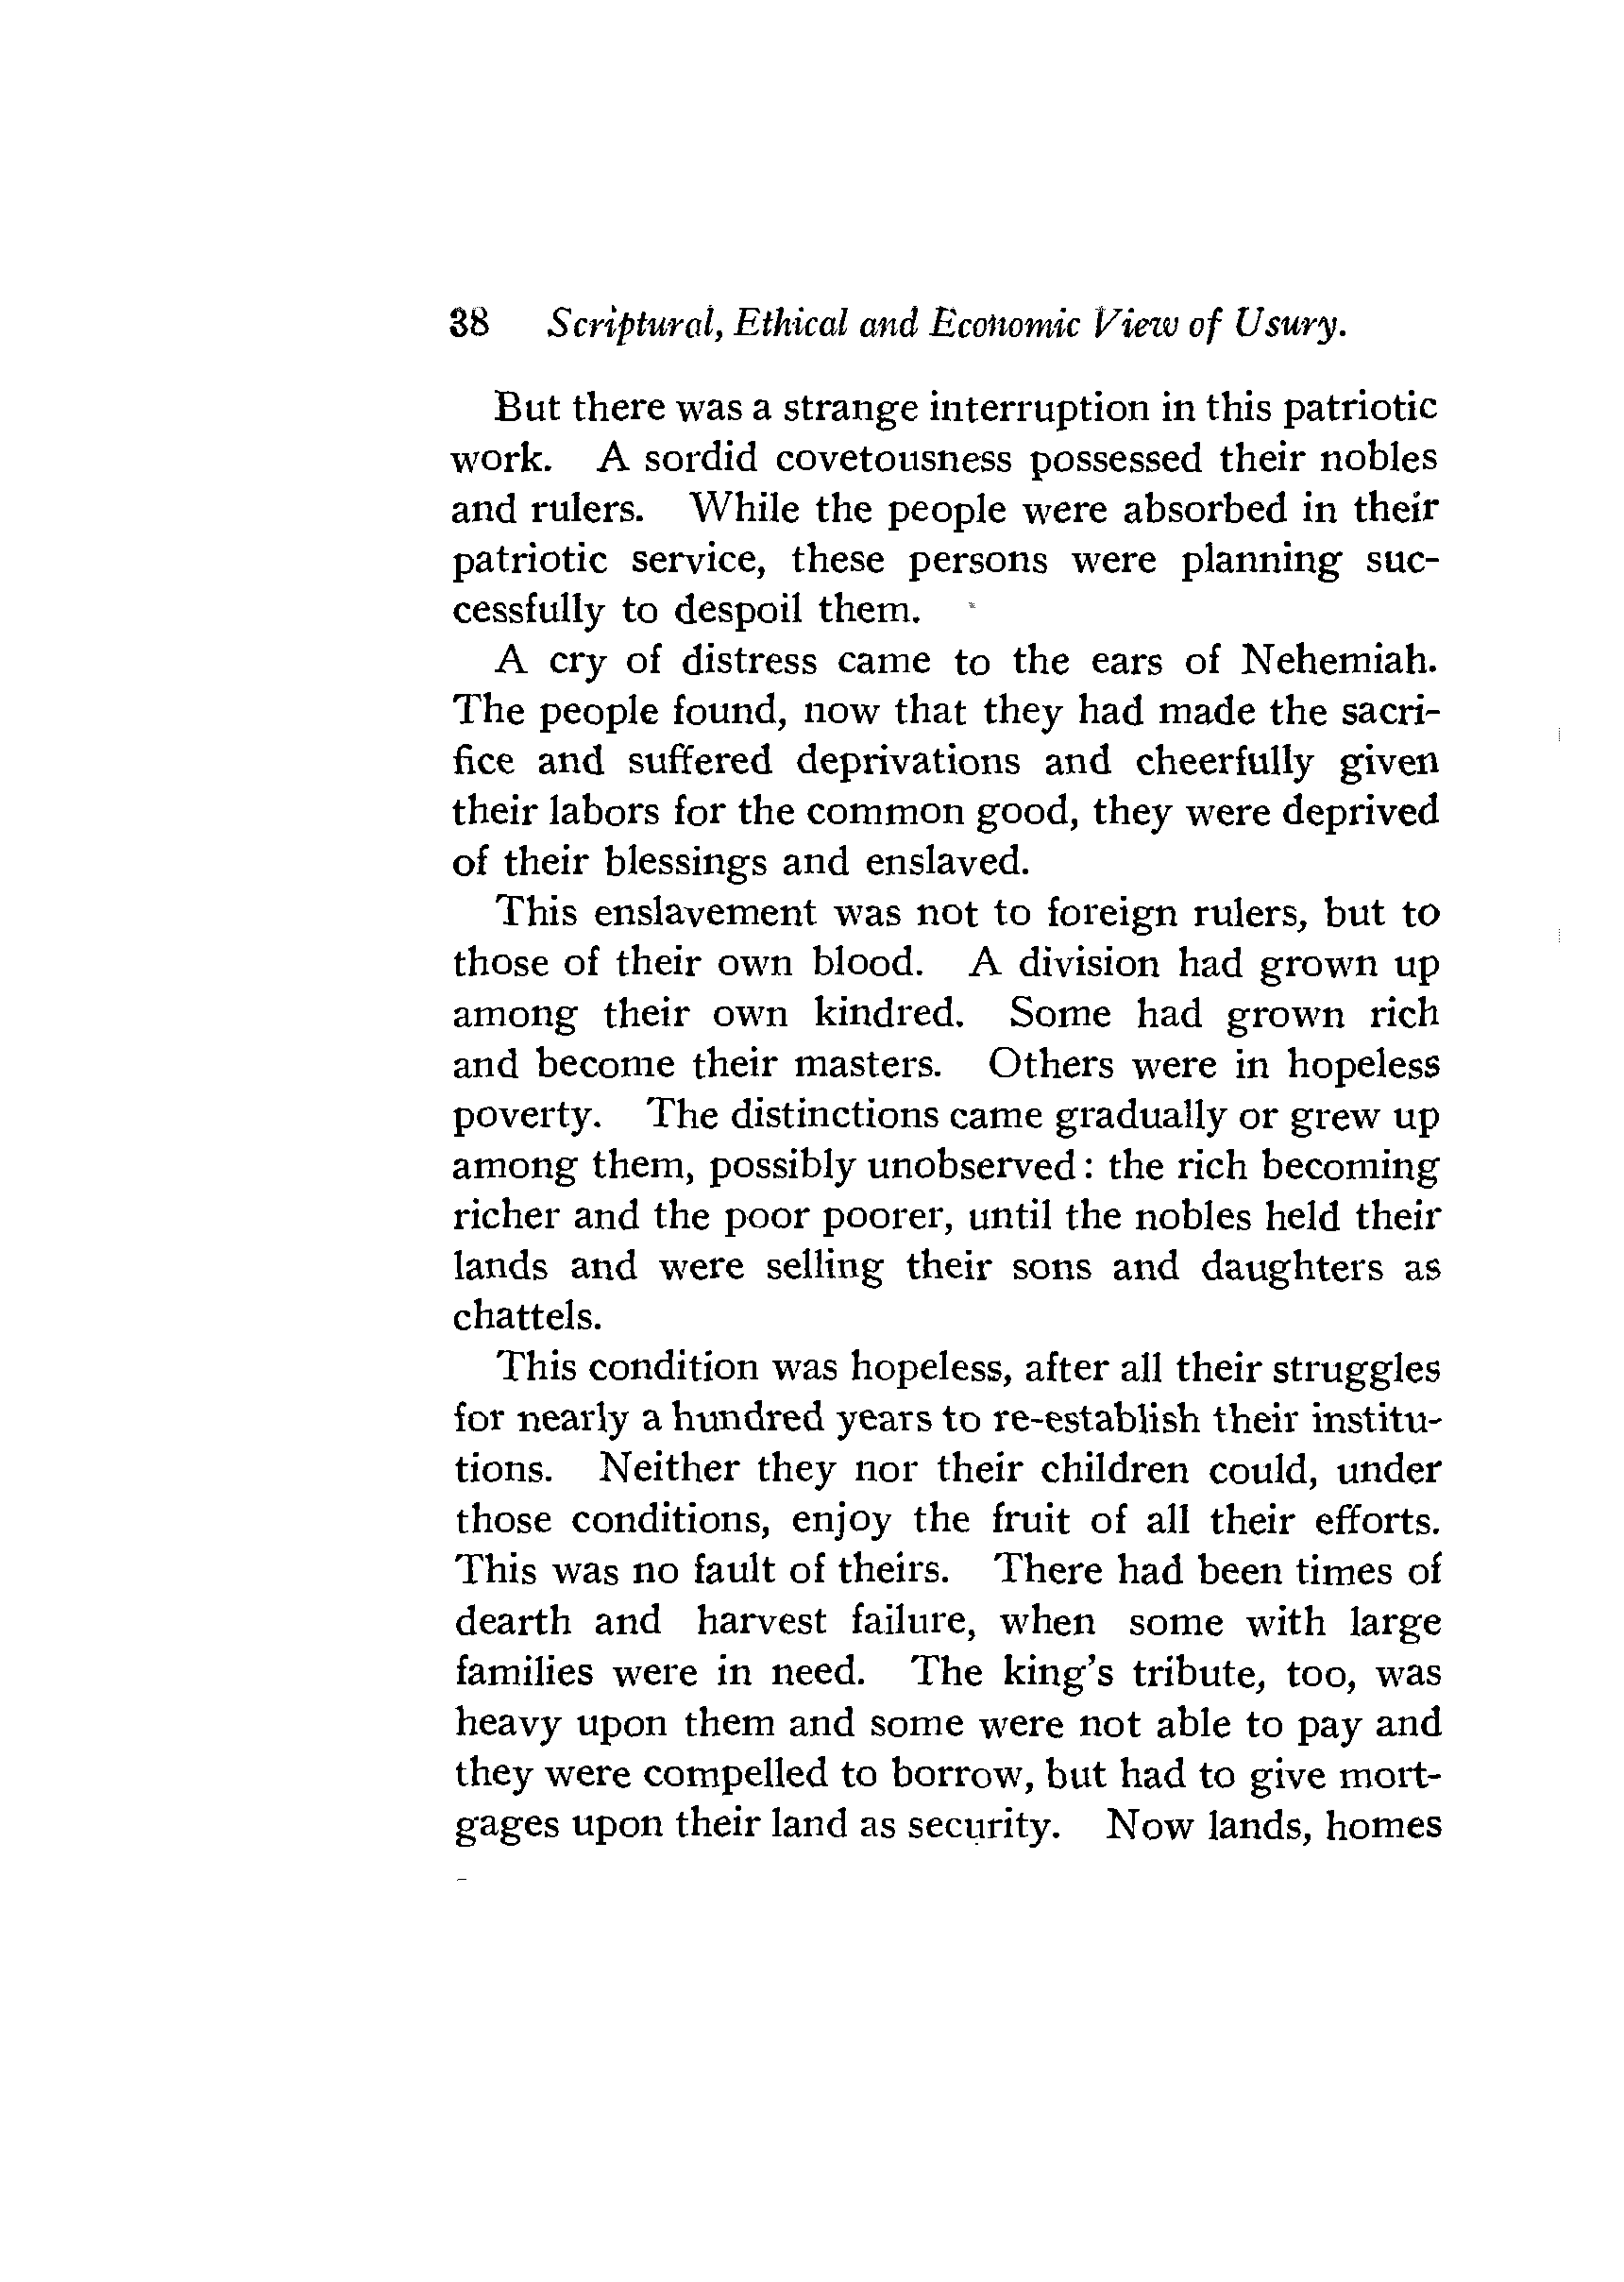 38 Scriptural, Ethical and Economic View of Usury.
But there was a strange interruption in this patriotic
work. A sordid covetousness possessed their nobles
and rulers. While the people were absorbed in their
patriotic service, these persons were planning suc-
cessfully to despoil them.
A cry of distress came to the ears of Nehemiah.
The people found, now that they had made the sacri-
fice and suffered deprivations and cheerfully given
their labors for the common good, they were deprived
of their blessings and enslaved.
This enslavement was not to foreign rulers, but to
those of their own blood. A division had grown up
among their own kindred. Some had grown rich
and become their masters. Others were in hopeless
poverty. The distinctions came gradually or grew up
among them, possibly unobserved: the rich becoming
richer and the poor poorer, until the nobles held their
lands and were selling their sons and daughters as
chattels.
This condition was hopeless, after all their struggles
for nearly a hundred years to re-establish their institu-
tions. Neither they nor their children could, under
those conditions, enjoy the fruit of all their efforts.
This was no fault of theirs. There had been times of
dearth and harvest failure, when some with large
families were in need. The king's tribute, too, was
heavy upon them and some were not able to pay and
they were compelled to borrow, but had to give mort-
gages upon their land as security. Now lands, homes